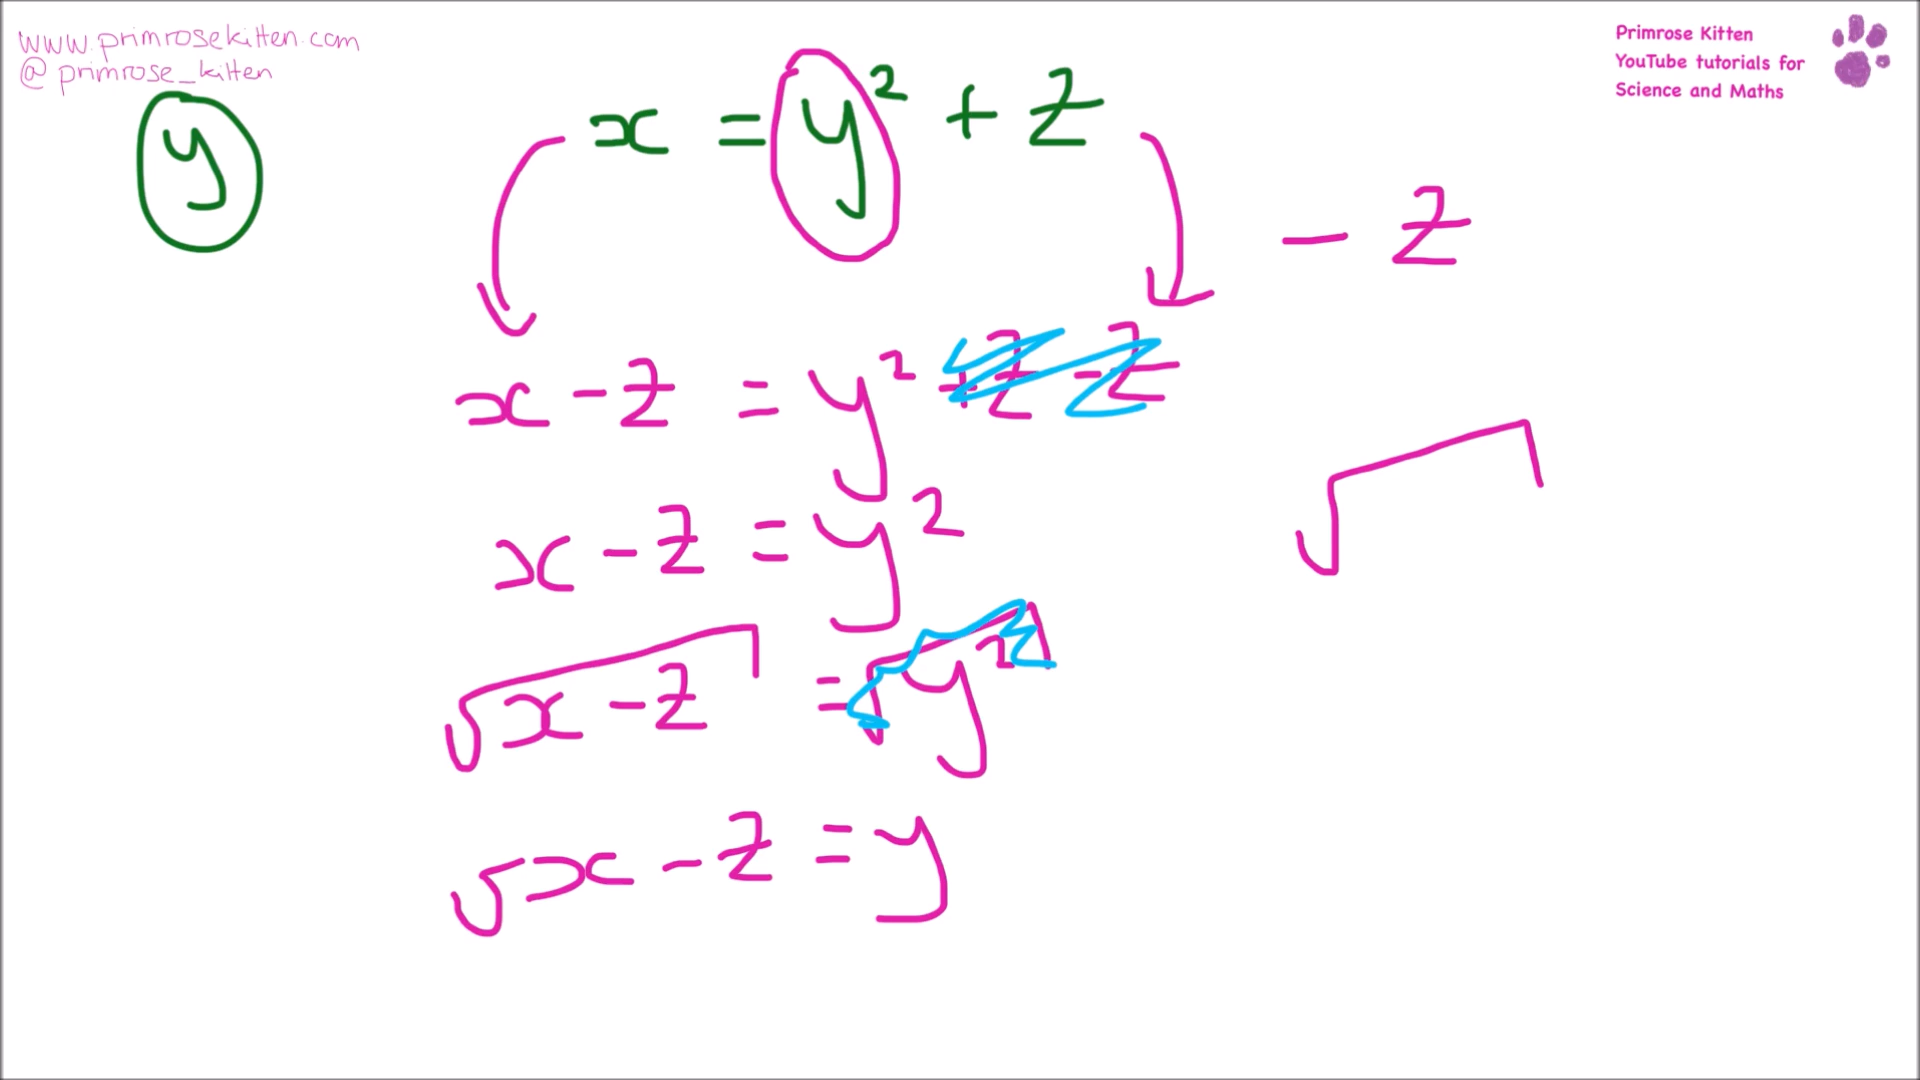 www.primrosekitten.com
@primrose_kitten
Primrose Kitten
YouTube tutorials for
Science and Maths
y
x = y² + z
- z
x - z = y² + z - z
√
x - z = y²
√x - z = √y²
√x - z = y